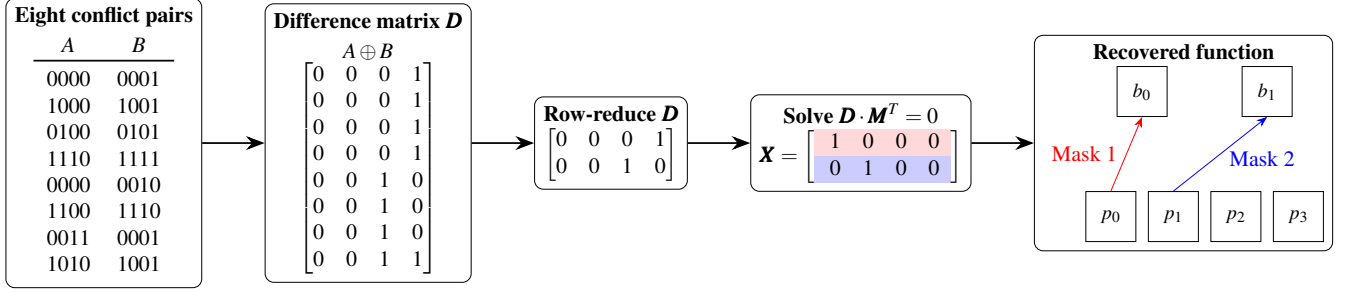 Eight conflict pairs
A B
0000 0001
1000 1001
0100 0101
1110 1111
0000 0010
1100 1110
0011 0001
1010 1001
Difference matrix D
A ⊕ B
0 0 0 1
0 0 0 1
0 0 0 1
0 0 0 1
0 0 1 0
0 0 1 0
0 0 1 0
0 0 1 1
Row-reduce D
0 0 0 1
0 0 1 0
Solve D · M^T = 0
X =
1 0 0 0
0 1 0 0
Recovered function
b₀ b₁
Mask 1 Mask 2
p₀ p₁ p₂ p₃